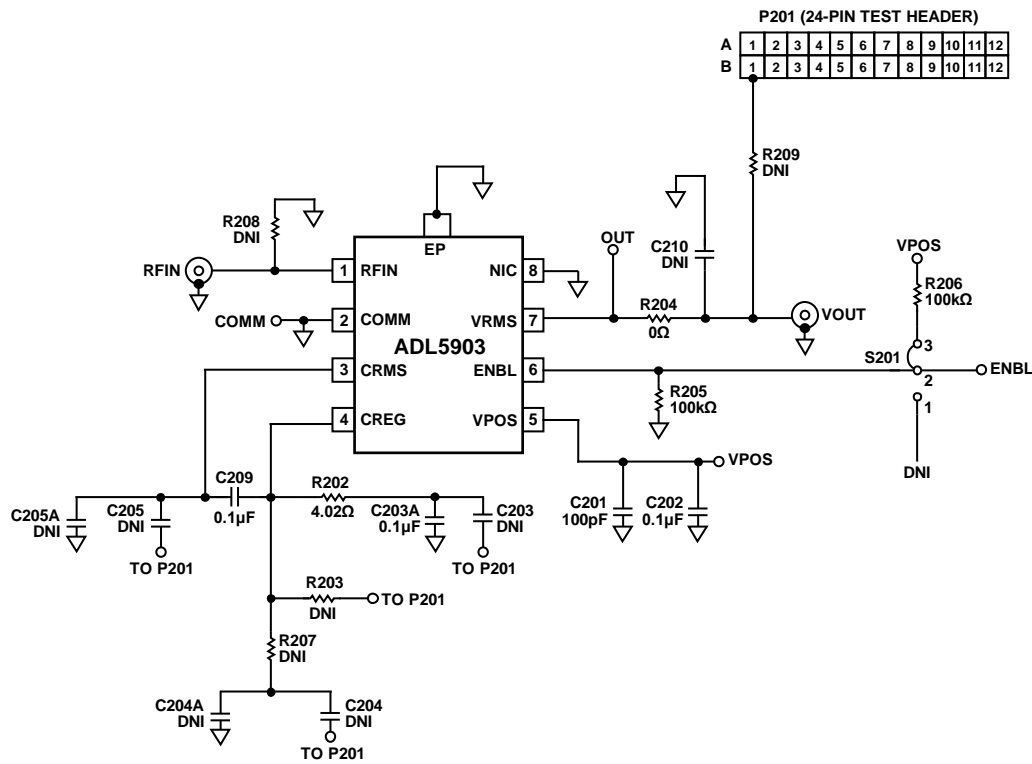 P201 (24-PIN TEST HEADER)
A 1 2 3 4 5 6 7 8 9 10 11 12
B 1 2 3 4 5 6 7 8 9 10 11 12
R209
DNI
R208
DNI
EP
OUT
C210
DNI
VPOS
R206
100kΩ
RFIN
1 RFIN
NIC 8
R204
0Ω
VOUT
COMM
2 COMM
VRMS 7
ADL5903
3
S201
2
1
ENBL
3 CRMS
ENBL 6
R205
100kΩ
4 CREG
VPOS 5
DNI
VPOS
C209
0.1µF
R202
4.02Ω
C201
100pF
C202
0.1µF
C205A
DNI
C205
DNI
C203A
0.1µF
C203
DNI
TO P201
TO P201
R203
DNI
TO P201
R207
DNI
C204A
DNI
C204
DNI
TO P201